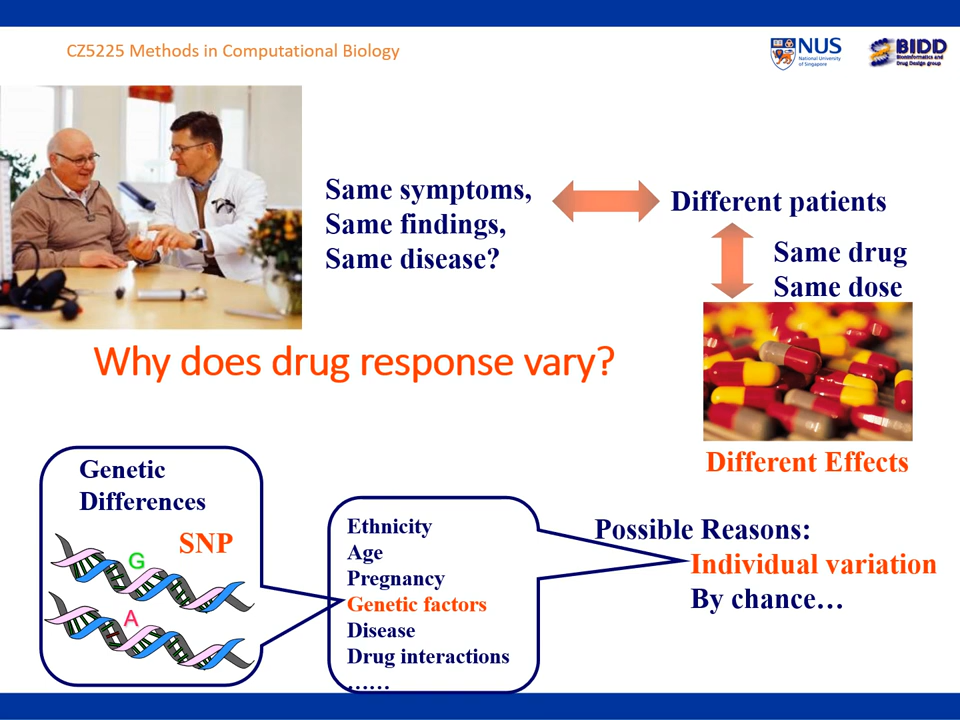 CZ5225 Methods in Computational Biology
NUS
National University
of Singapore
BIDD
Bioinformatics and
Drug Design group
Same symptoms,
Same findings,
Same disease?
Different patients
Same drug
Same dose
Why does drug response vary?
Different Effects
Genetic
Differences
SNP
G
A
Ethnicity
Age
Pregnancy
Genetic factors
Disease
Drug interactions
......
Possible Reasons:
Individual variation
By chance…